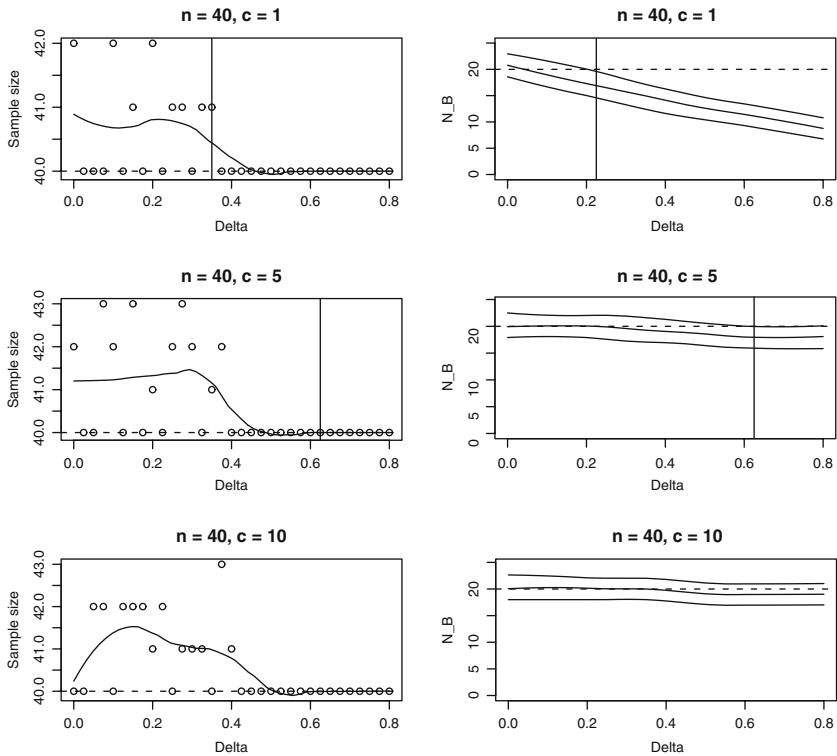 n = 40, c = 1
Sample size
40.0 41.0 42.0
0.0 0.2 0.4 0.6 0.8
Delta
n = 40, c = 1
N_B
0 5 10 20
0.0 0.2 0.4 0.6 0.8
Delta
n = 40, c = 5
Sample size
40.0 41.0 42.0 43.0
0.0 0.2 0.4 0.6 0.8
Delta
n = 40, c = 5
N_B
0 5 10 20
0.0 0.2 0.4 0.6 0.8
Delta
n = 40, c = 10
Sample size
40.0 41.0 42.0 43.0
0.0 0.2 0.4 0.6 0.8
Delta
n = 40, c = 10
N_B
0 5 10 20
0.0 0.2 0.4 0.6 0.8
Delta